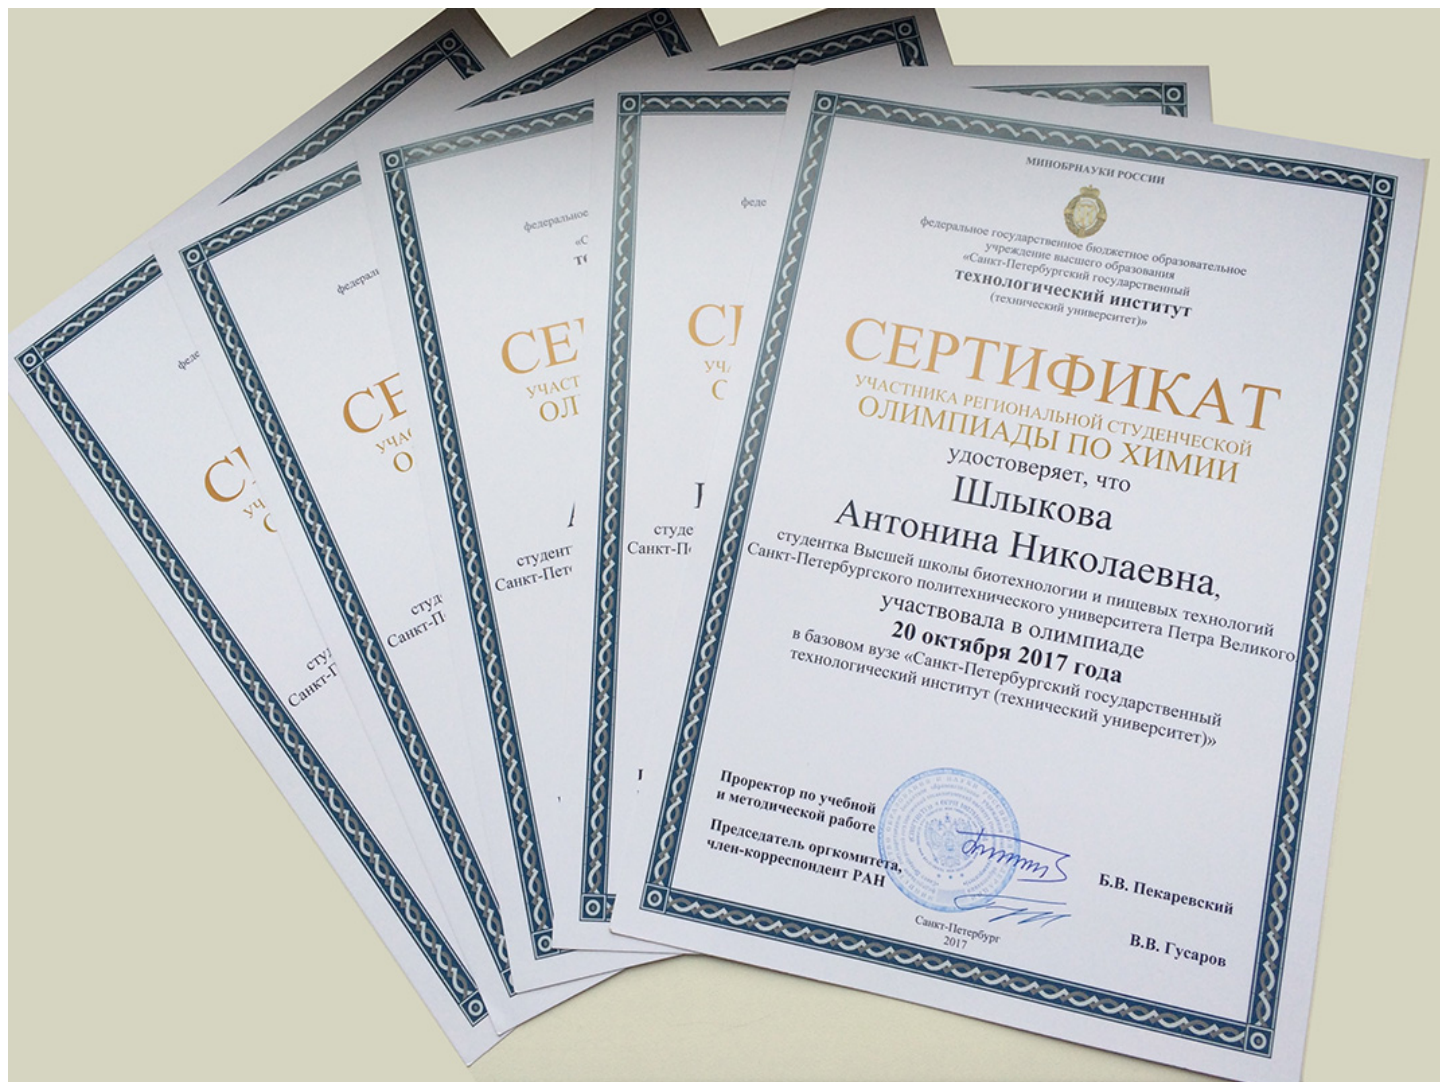 МИНОБРНАУКИ РОССИИ
федеральное государственное бюджетное образовательное
учреждение высшего образования
«Санкт-Петербургский государственный
технологический институт
(технический университет)»
СЕРТИФИКАТ
УЧАСТНИКА РЕГИОНАЛЬНОЙ СТУДЕНЧЕСКОЙ
ОЛИМПИАДЫ ПО ХИМИИ
удостоверяет, что
Шлыкова
Антонина Николаевна,
студентка Высшей школы биотехнологии и пищевых технологий
Санкт-Петербургского политехнического университета Петра Великого
участвовала в олимпиаде
20 октября 2017 года
в базовом вузе «Санкт-Петербургский государственный
технологический институт (технический университет)»
Проректор по учебной
и методической работе
Б.В. Пекаревский
Председатель оргкомитета,
член-корреспондент РАН
В.В. Гусаров
Санкт-Петербург
2017